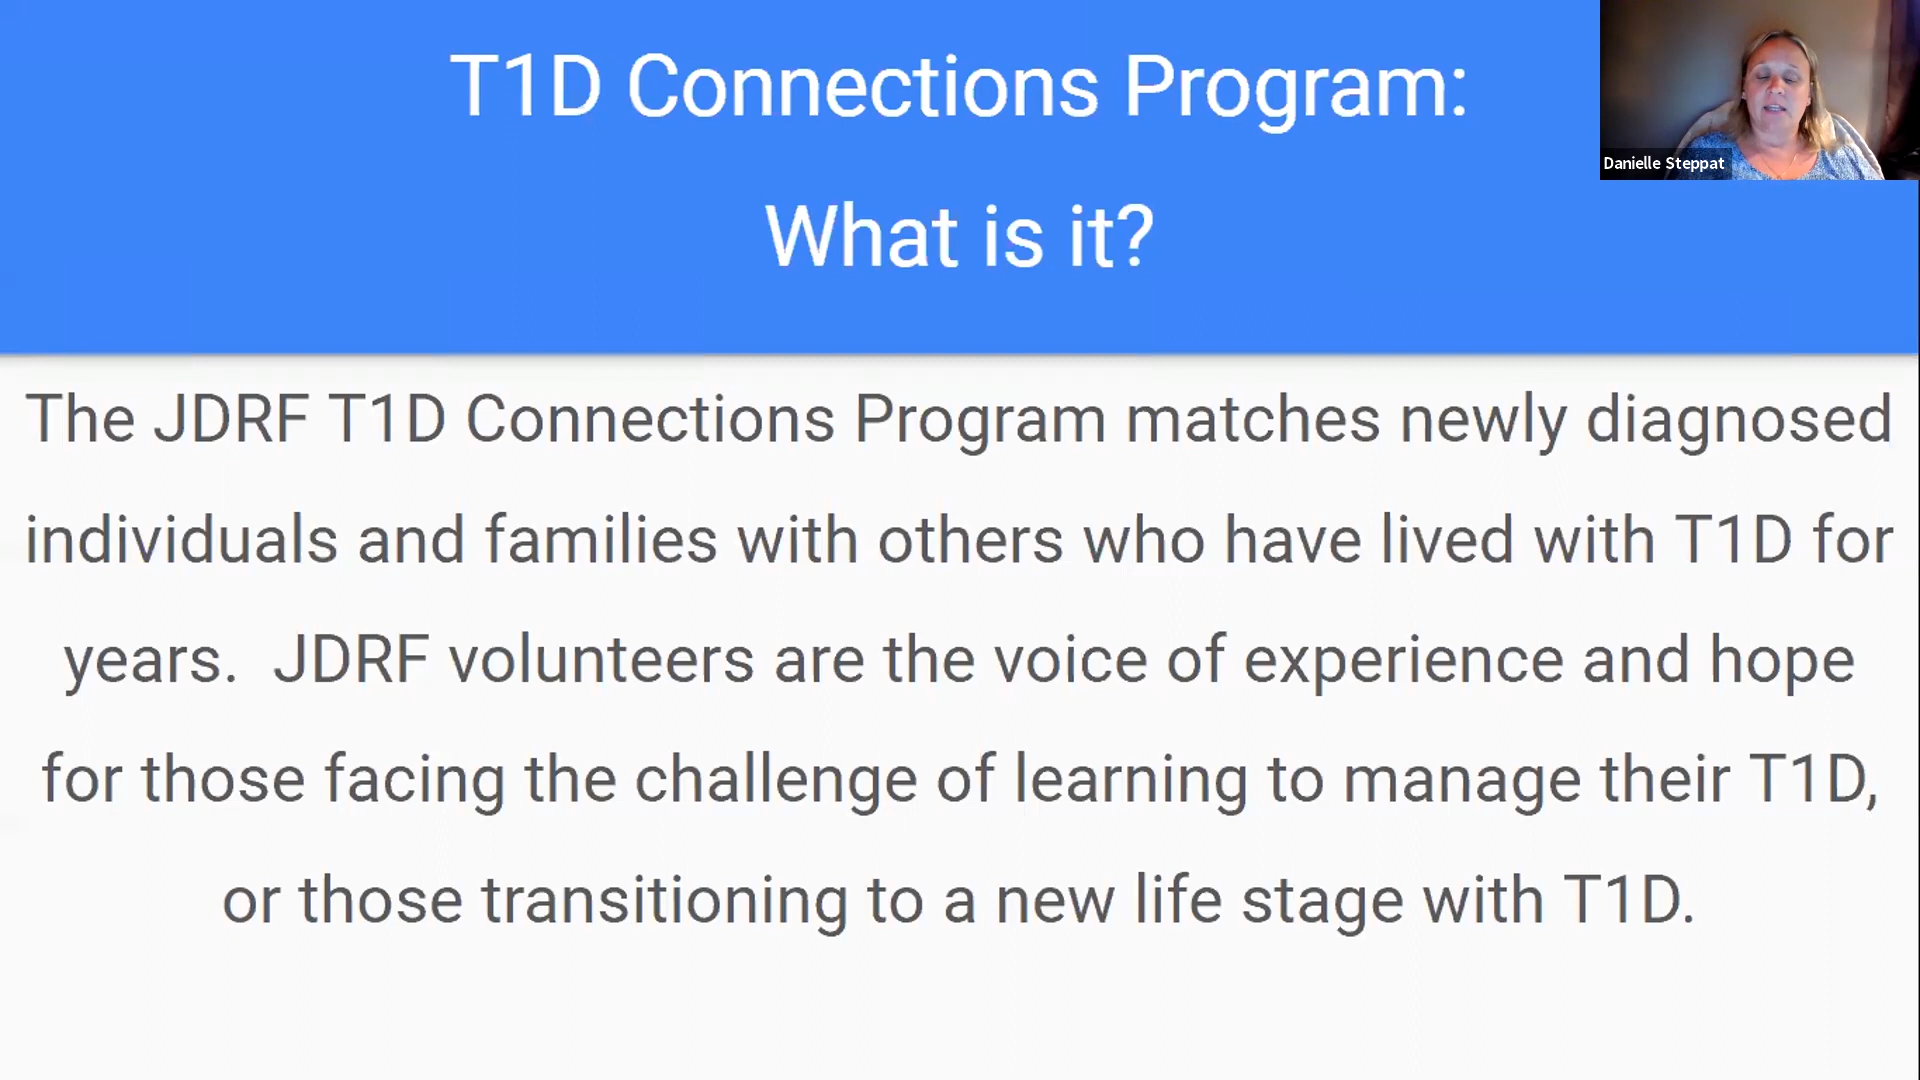 T1D Connections Program:
What is it?
Danielle Steppat
The JDRF T1D Connections Program matches newly diagnosed
individuals and families with others who have lived with T1D for
years.  JDRF volunteers are the voice of experience and hope
for those facing the challenge of learning to manage their T1D,
or those transitioning to a new life stage with T1D.